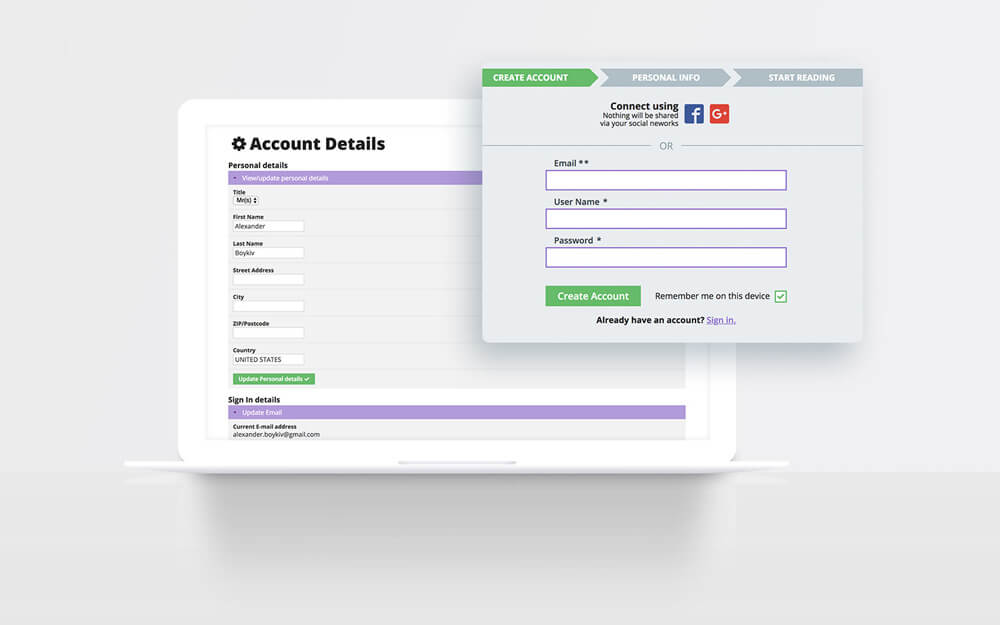 Account Details
Personal details
View/update personal details
Title
Mr(s)
First Name
Alexander
Last Name
Boykiv
Street Address
City
ZIP/Postcode
Country
UNITED STATES
Update Personal details
Sign In details
Update Email
Current E-mail address
alexander.boykiv@gmail.com
CREATE ACCOUNT PERSONAL INFO START READING
Connect using
Nothing will be shared
via your social neworks
f G+
OR
Email **
User Name *
Password *
Create Account Remember me on this device
Already have an account? Sign in.